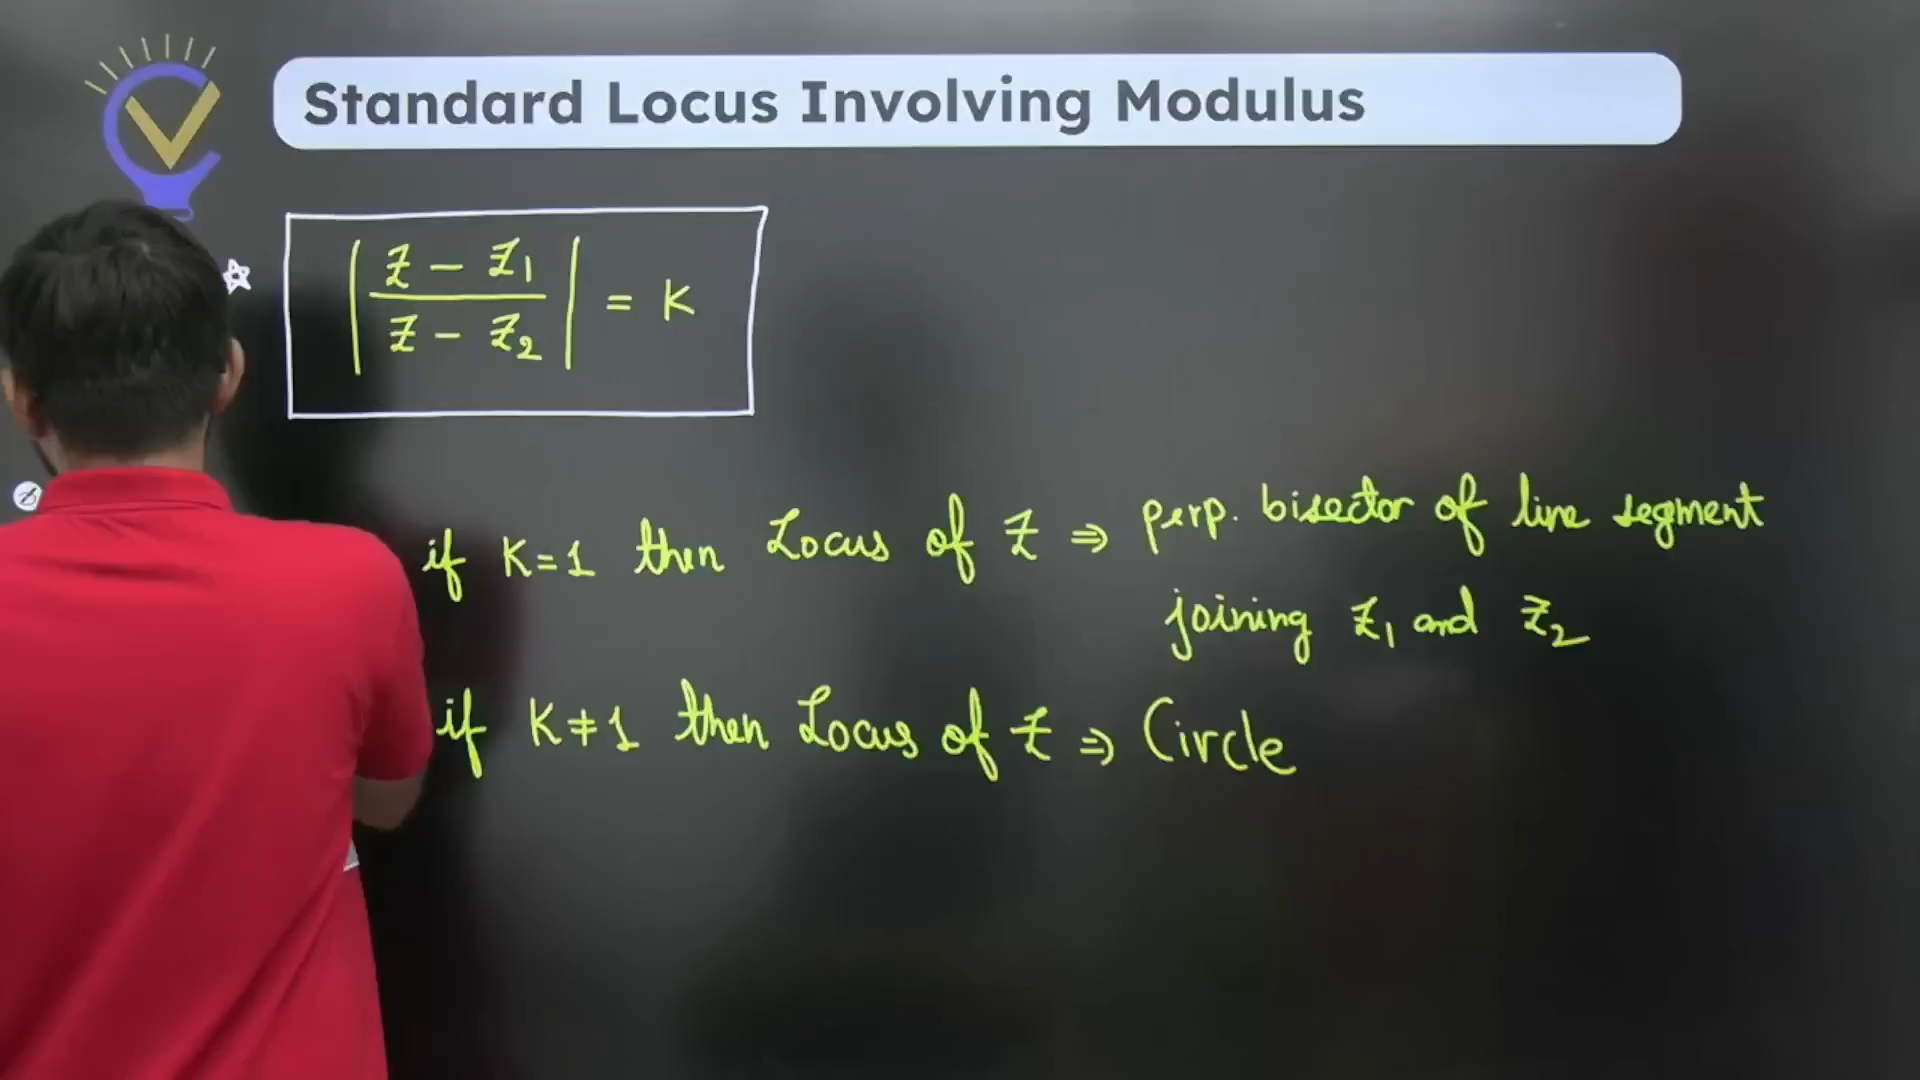 Standard Locus Involving Modulus
| (z - z₁) / (z - z₂) | = K
if K=1 then Locus of z ⇒ perp. bisector of line segment
joining z₁ and z₂
if K≠1 then Locus of z ⇒ Circle